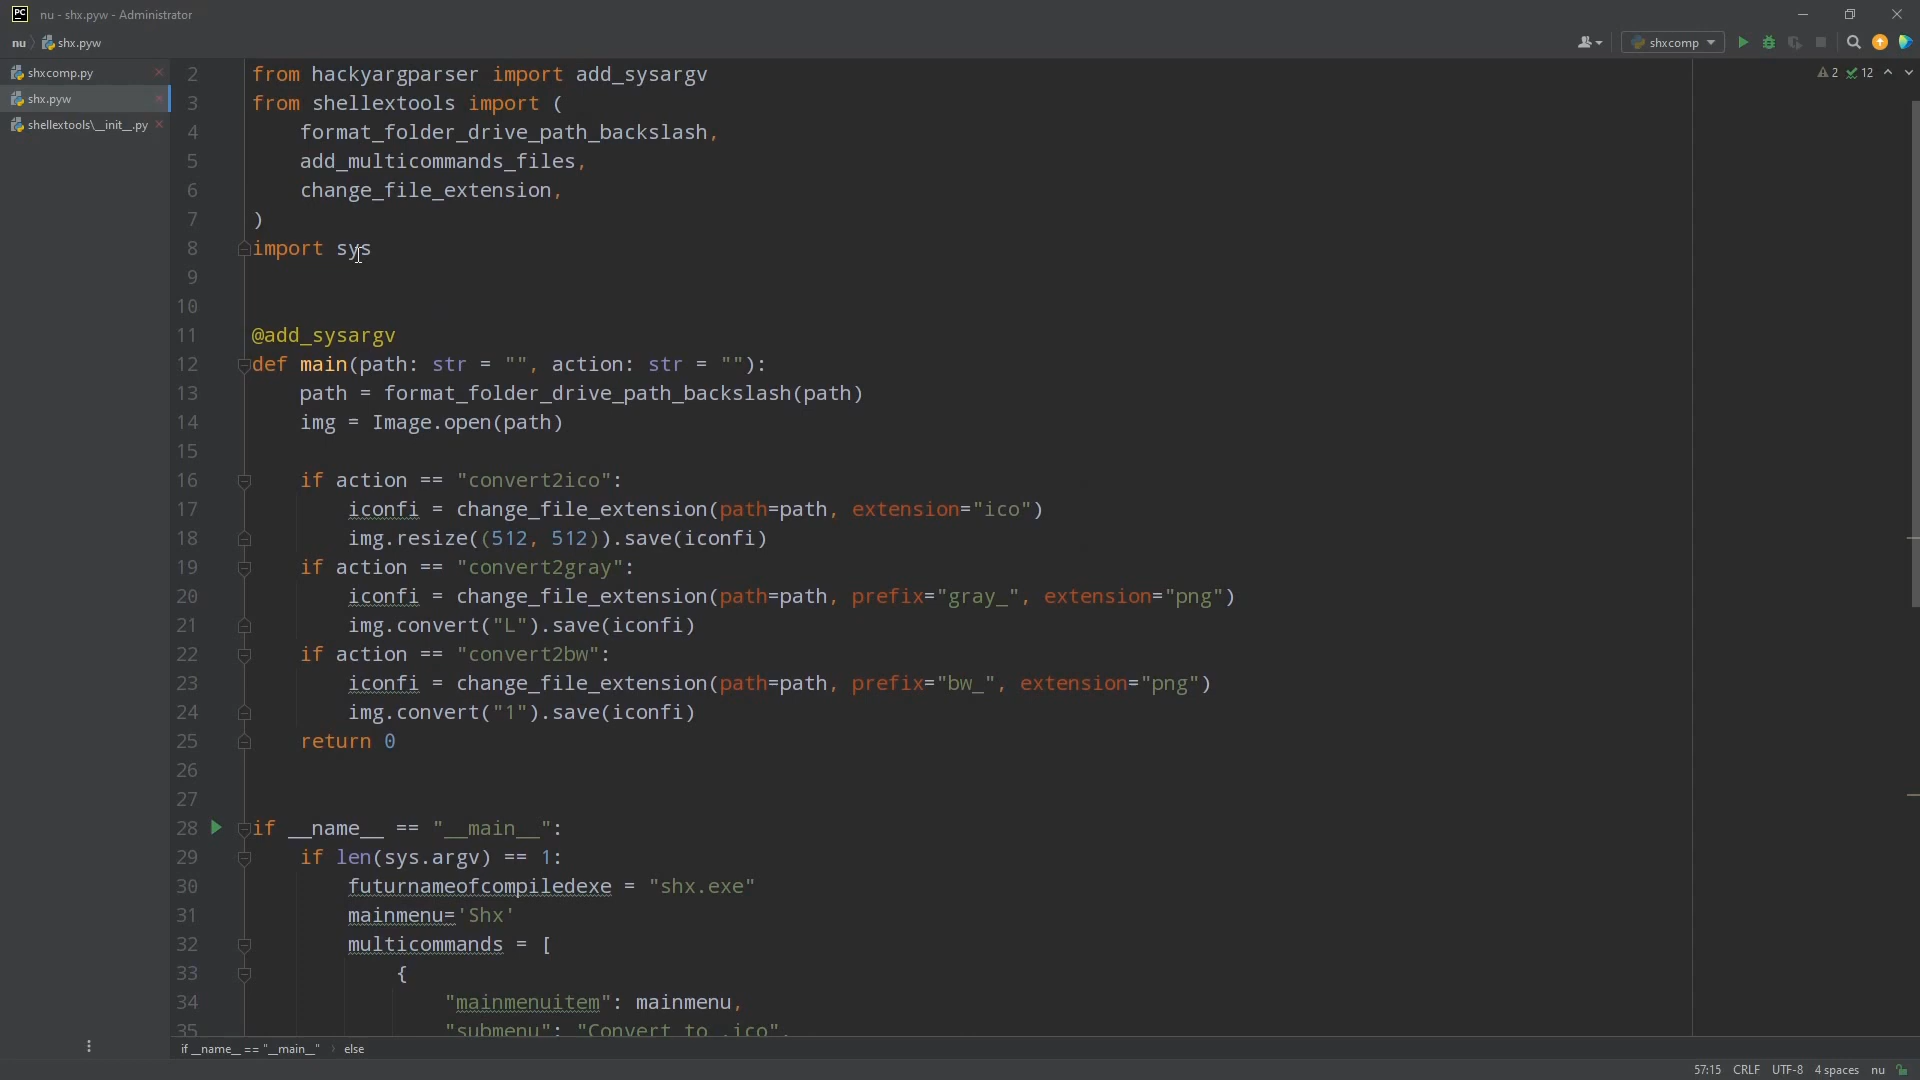 PC nu - shx.pyw - Administrator
nu shx.pyw shxcomp
shxcomp.py
shx.pyw
shellextools\__init__.py
2 12
2 from hackyargparser import add_sysargv
3 from shellextools import (
4 format_folder_drive_path_backslash,
5 add_multicommands_files,
6 change_file_extension,
7 )
8 import sys
9
10
11 @add_sysargv
12 def main(path: str = "", action: str = ""):
13 path = format_folder_drive_path_backslash(path)
14 img = Image.open(path)
15
16 if action == "convert2ico":
17 iconfi = change_file_extension(path=path, extension="ico")
18 img.resize((512, 512)).save(iconfi)
19 if action == "convert2gray":
20 iconfi = change_file_extension(path=path, prefix="gray_", extension="png")
21 img.convert("L").save(iconfi)
22 if action == "convert2bw":
23 iconfi = change_file_extension(path=path, prefix="bw_", extension="png")
24 img.convert("1").save(iconfi)
25 return 0
26
27
28 if __name__ == "__main__":
29 if len(sys.argv) == 1:
30 futurnameofcompiledexe = "shx.exe"
31 mainmenu='Shx'
32 multicommands = [
33 {
34 "mainmenuitem": mainmenu,
35 "submenu": "Convert to .ico",
if __name__ == "__main__" else
57:15 CRLF UTF-8 4 spaces nu